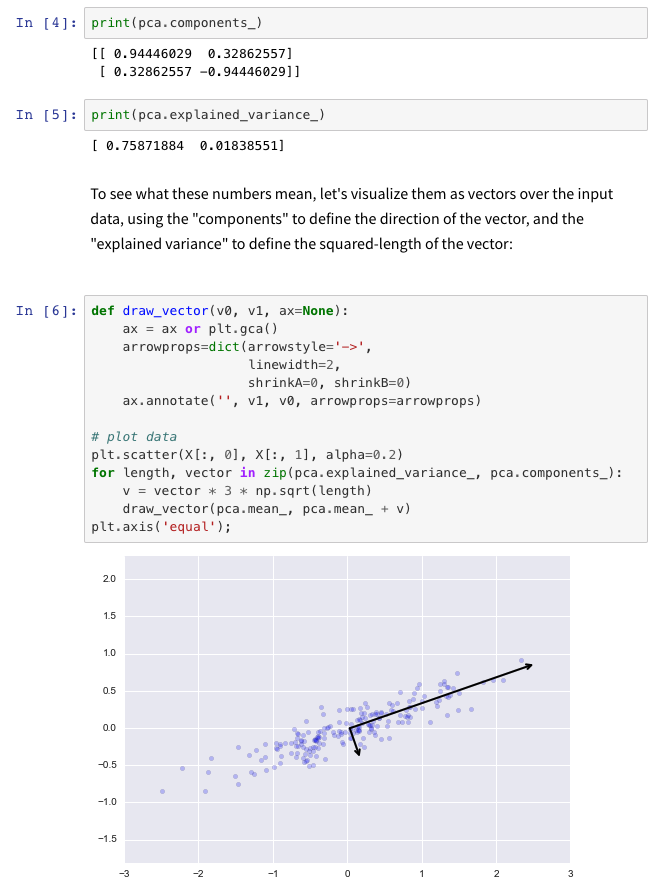 In [4]: print(pca.components_)
[[ 0.94446029  0.32862557]
 [ 0.32862557 -0.94446029]]
In [5]: print(pca.explained_variance_)
[ 0.75871884  0.01838551]
To see what these numbers mean, let's visualize them as vectors over the input
data, using the "components" to define the direction of the vector, and the
"explained variance" to define the squared-length of the vector:
In [6]: def draw_vector(v0, v1, ax=None):
    ax = ax or plt.gca()
    arrowprops=dict(arrowstyle='->',
                    linewidth=2,
                    shrinkA=0, shrinkB=0)
    ax.annotate('', v1, v0, arrowprops=arrowprops)
# plot data
plt.scatter(X[:, 0], X[:, 1], alpha=0.2)
for length, vector in zip(pca.explained_variance_, pca.components_):
    v = vector * 3 * np.sqrt(length)
    draw_vector(pca.mean_, pca.mean_ + v)
plt.axis('equal');
2.0
1.5
1.0
0.5
0.0
−0.5
−1.0
−1.5
−3 −2 −1 0 1 2 3